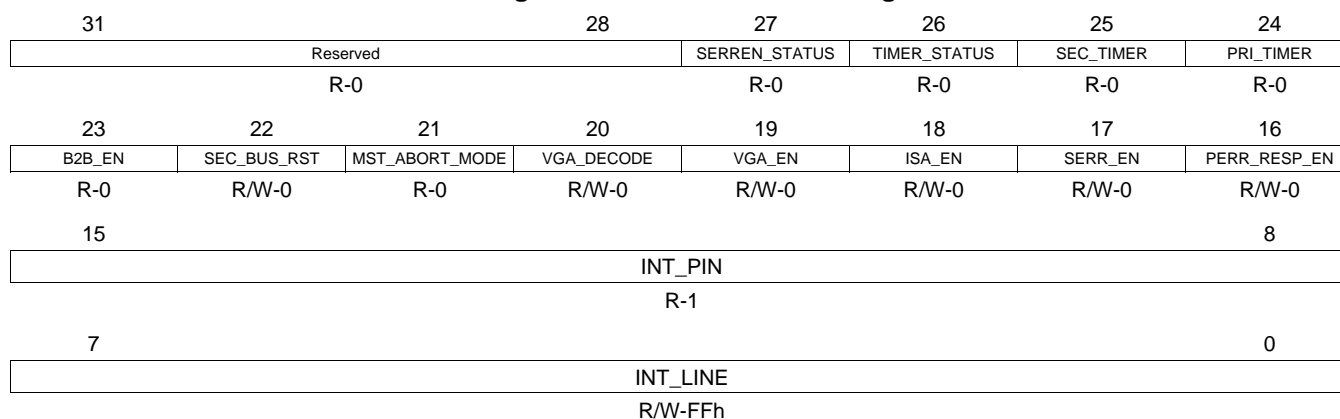 31 28 27 26 25 24
Reserved SERREN_STATUS TIMER_STATUS SEC_TIMER PRI_TIMER
R-0 R-0 R-0 R-0 R-0
23 22 21 20 19 18 17 16
B2B_EN SEC_BUS_RST MST_ABORT_MODE VGA_DECODE VGA_EN ISA_EN SERR_EN PERR_RESP_EN
R-0 R/W-0 R-0 R/W-0 R/W-0 R/W-0 R/W-0 R/W-0
15 8
INT_PIN
R-1
7 0
INT_LINE
R/W-FFh